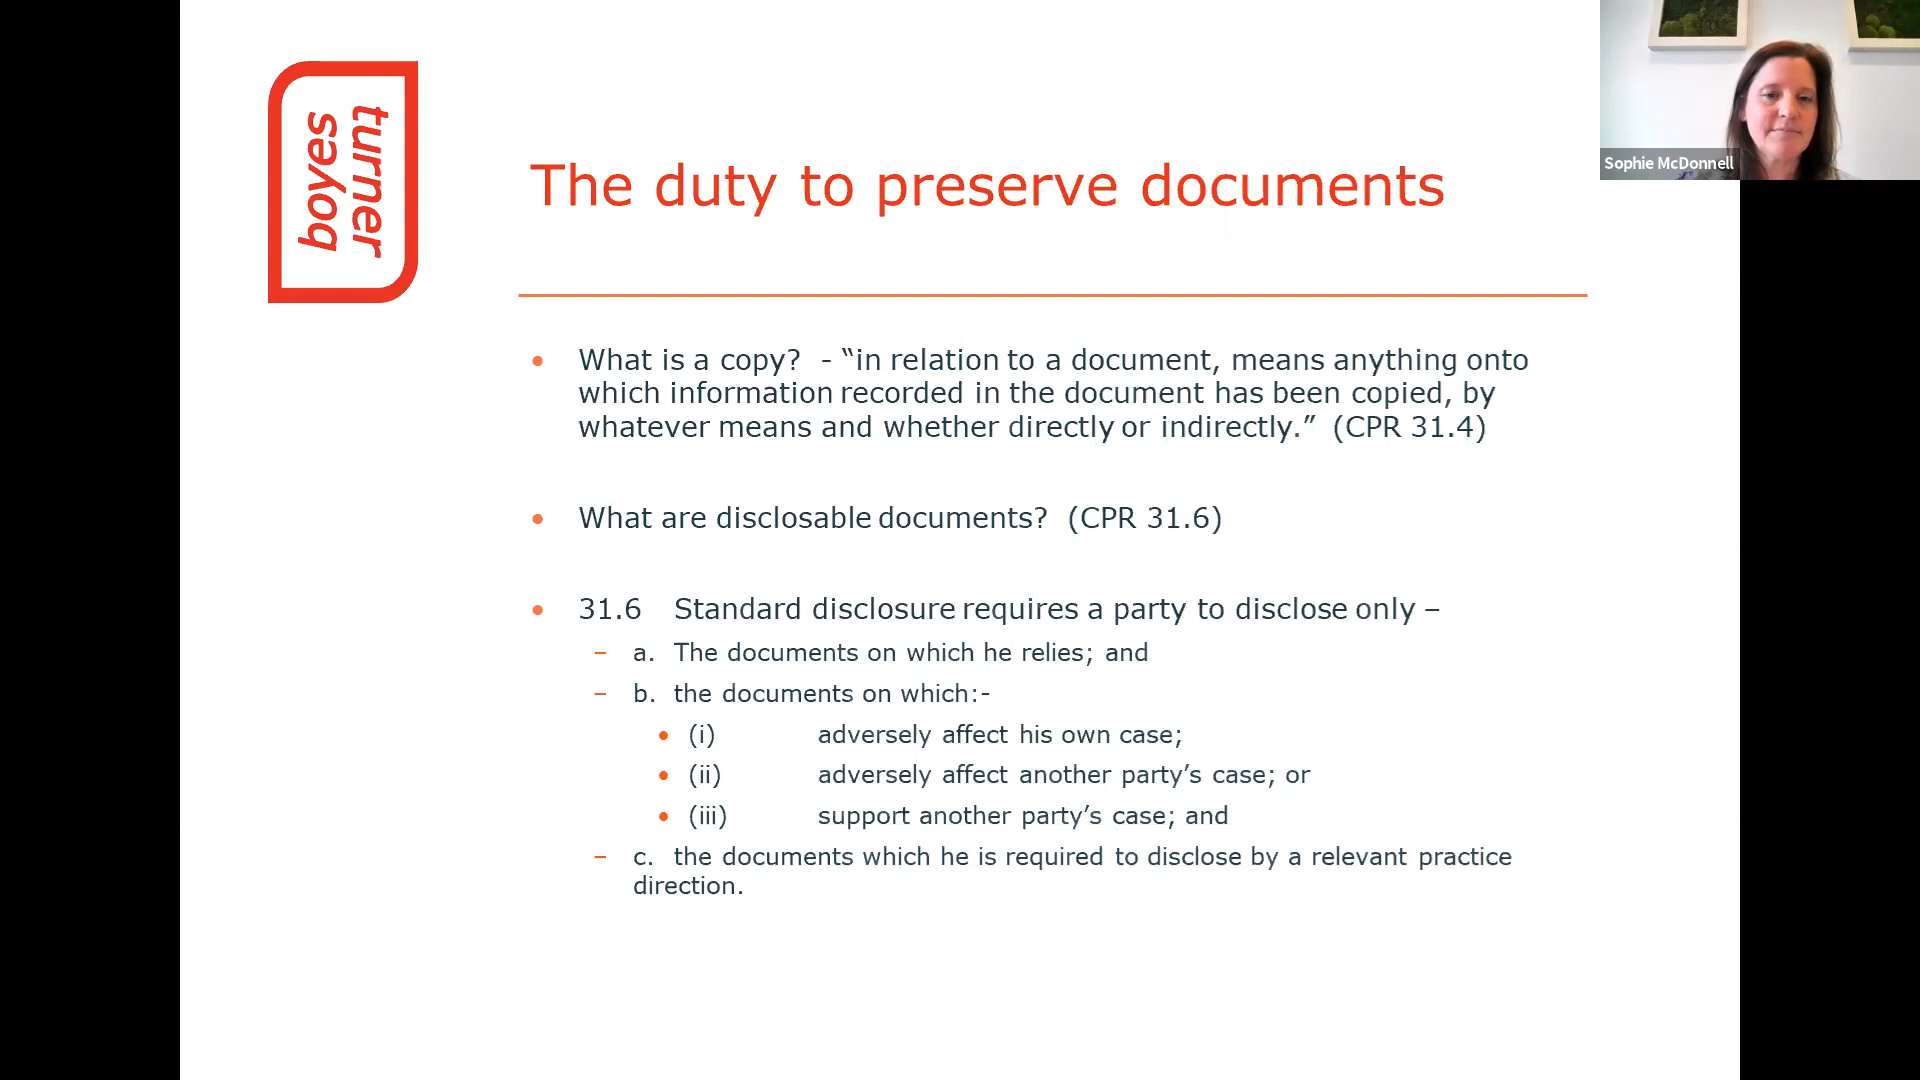 boyes
turner
Sophie McDonnell
The duty to preserve documents
• What is a copy?  - “in relation to a document, means anything onto
which information recorded in the document has been copied, by
whatever means and whether directly or indirectly.”  (CPR 31.4)
• What are disclosable documents?  (CPR 31.6)
• 31.6 Standard disclosure requires a party to disclose only –
– a. The documents on which he relies; and
– b. the documents on which:-
• (i) adversely affect his own case;
• (ii) adversely affect another party’s case; or
• (iii) support another party’s case; and
– c. the documents which he is required to disclose by a relevant practice
direction.